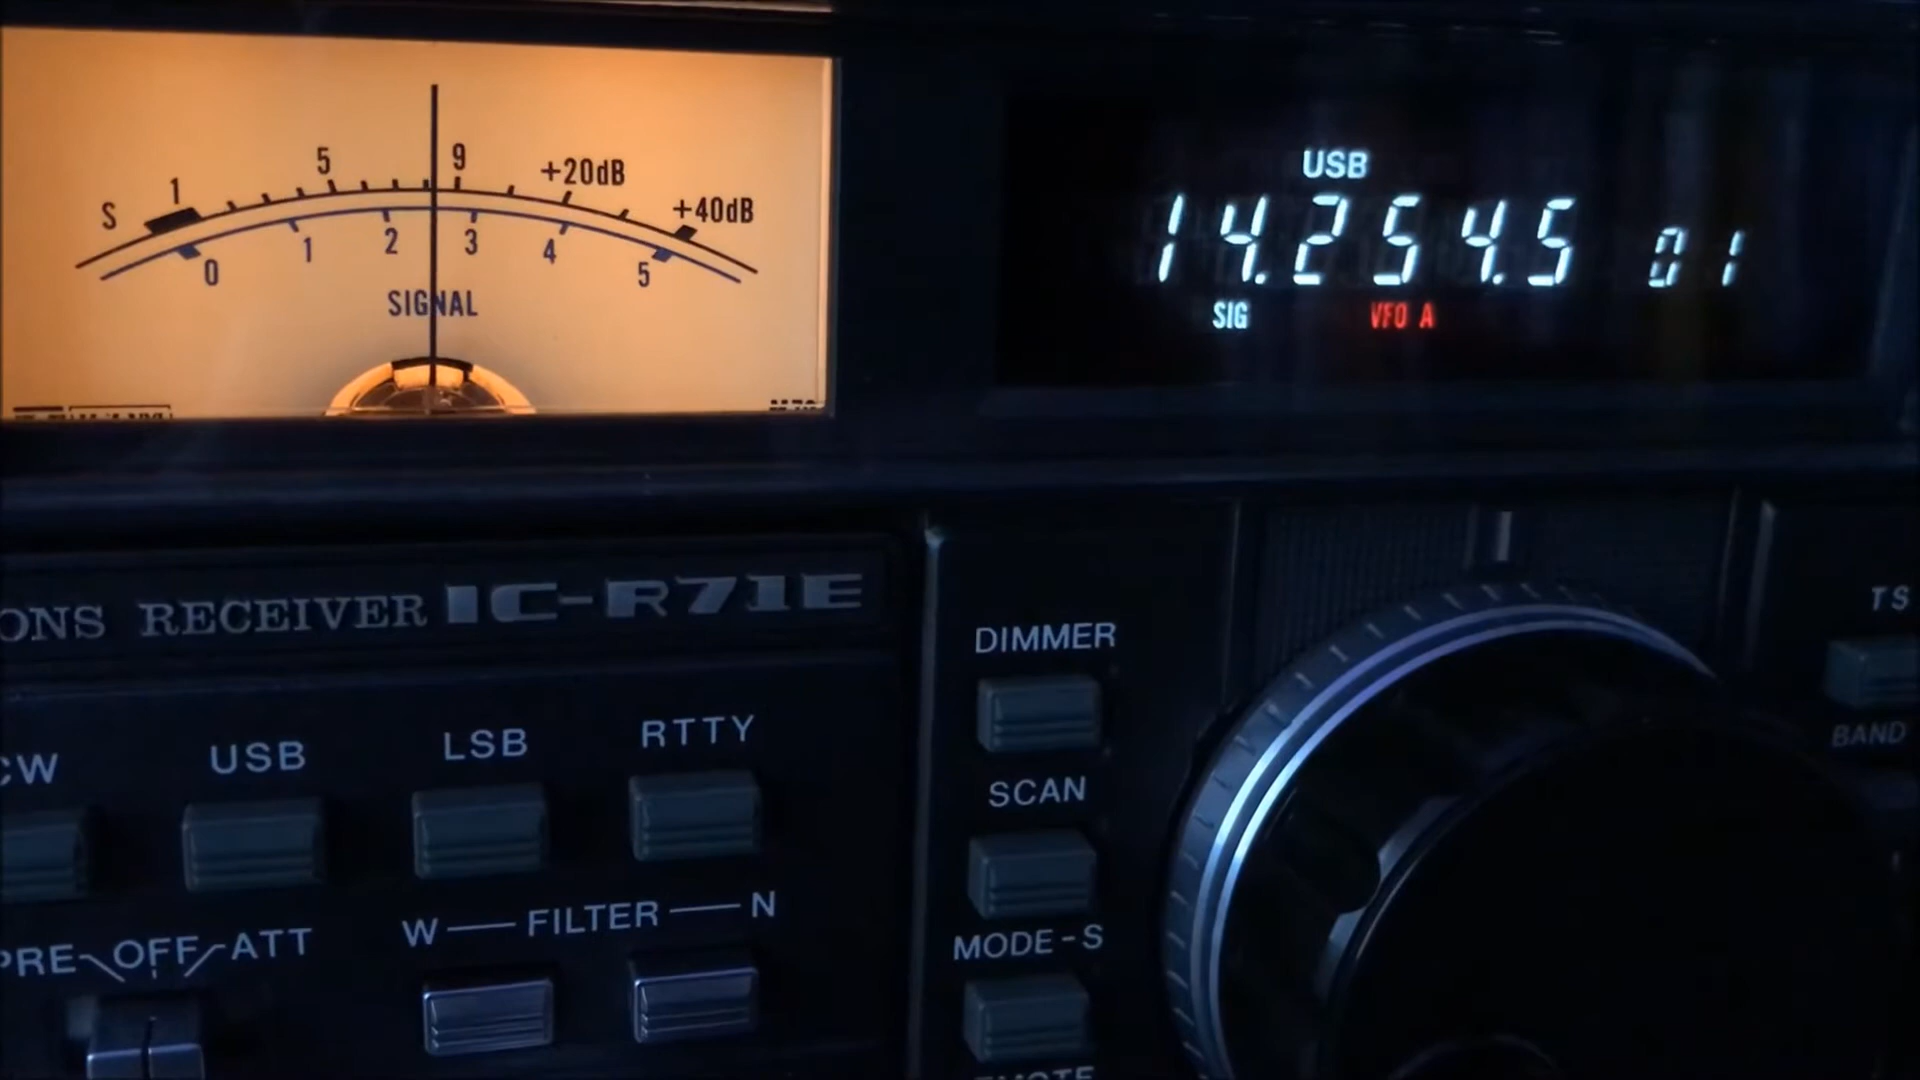 S 1 5 9 +20dB +40dB
0 1 2 3 4 5
SIGNAL
USB
14.254.5 01
SIG VFO A
ONS RECEIVER IC-R71E
CW USB LSB RTTY
PRE OFF ATT
W FILTER N
DIMMER
SCAN
MODE-S
TS
BAND